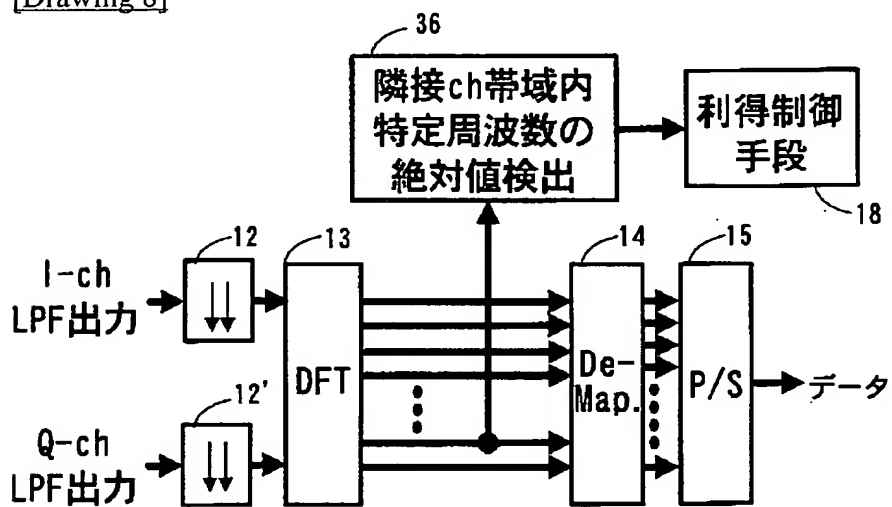 [Drawing 8]
36
隣接ch帯域内
特定周波数の
絶対値検出
利得制御
手段
18
12
13
14
15
I-ch
LPF出力
DFT
De-
Map.
P/S
データ
12'
Q-ch
LPF出力